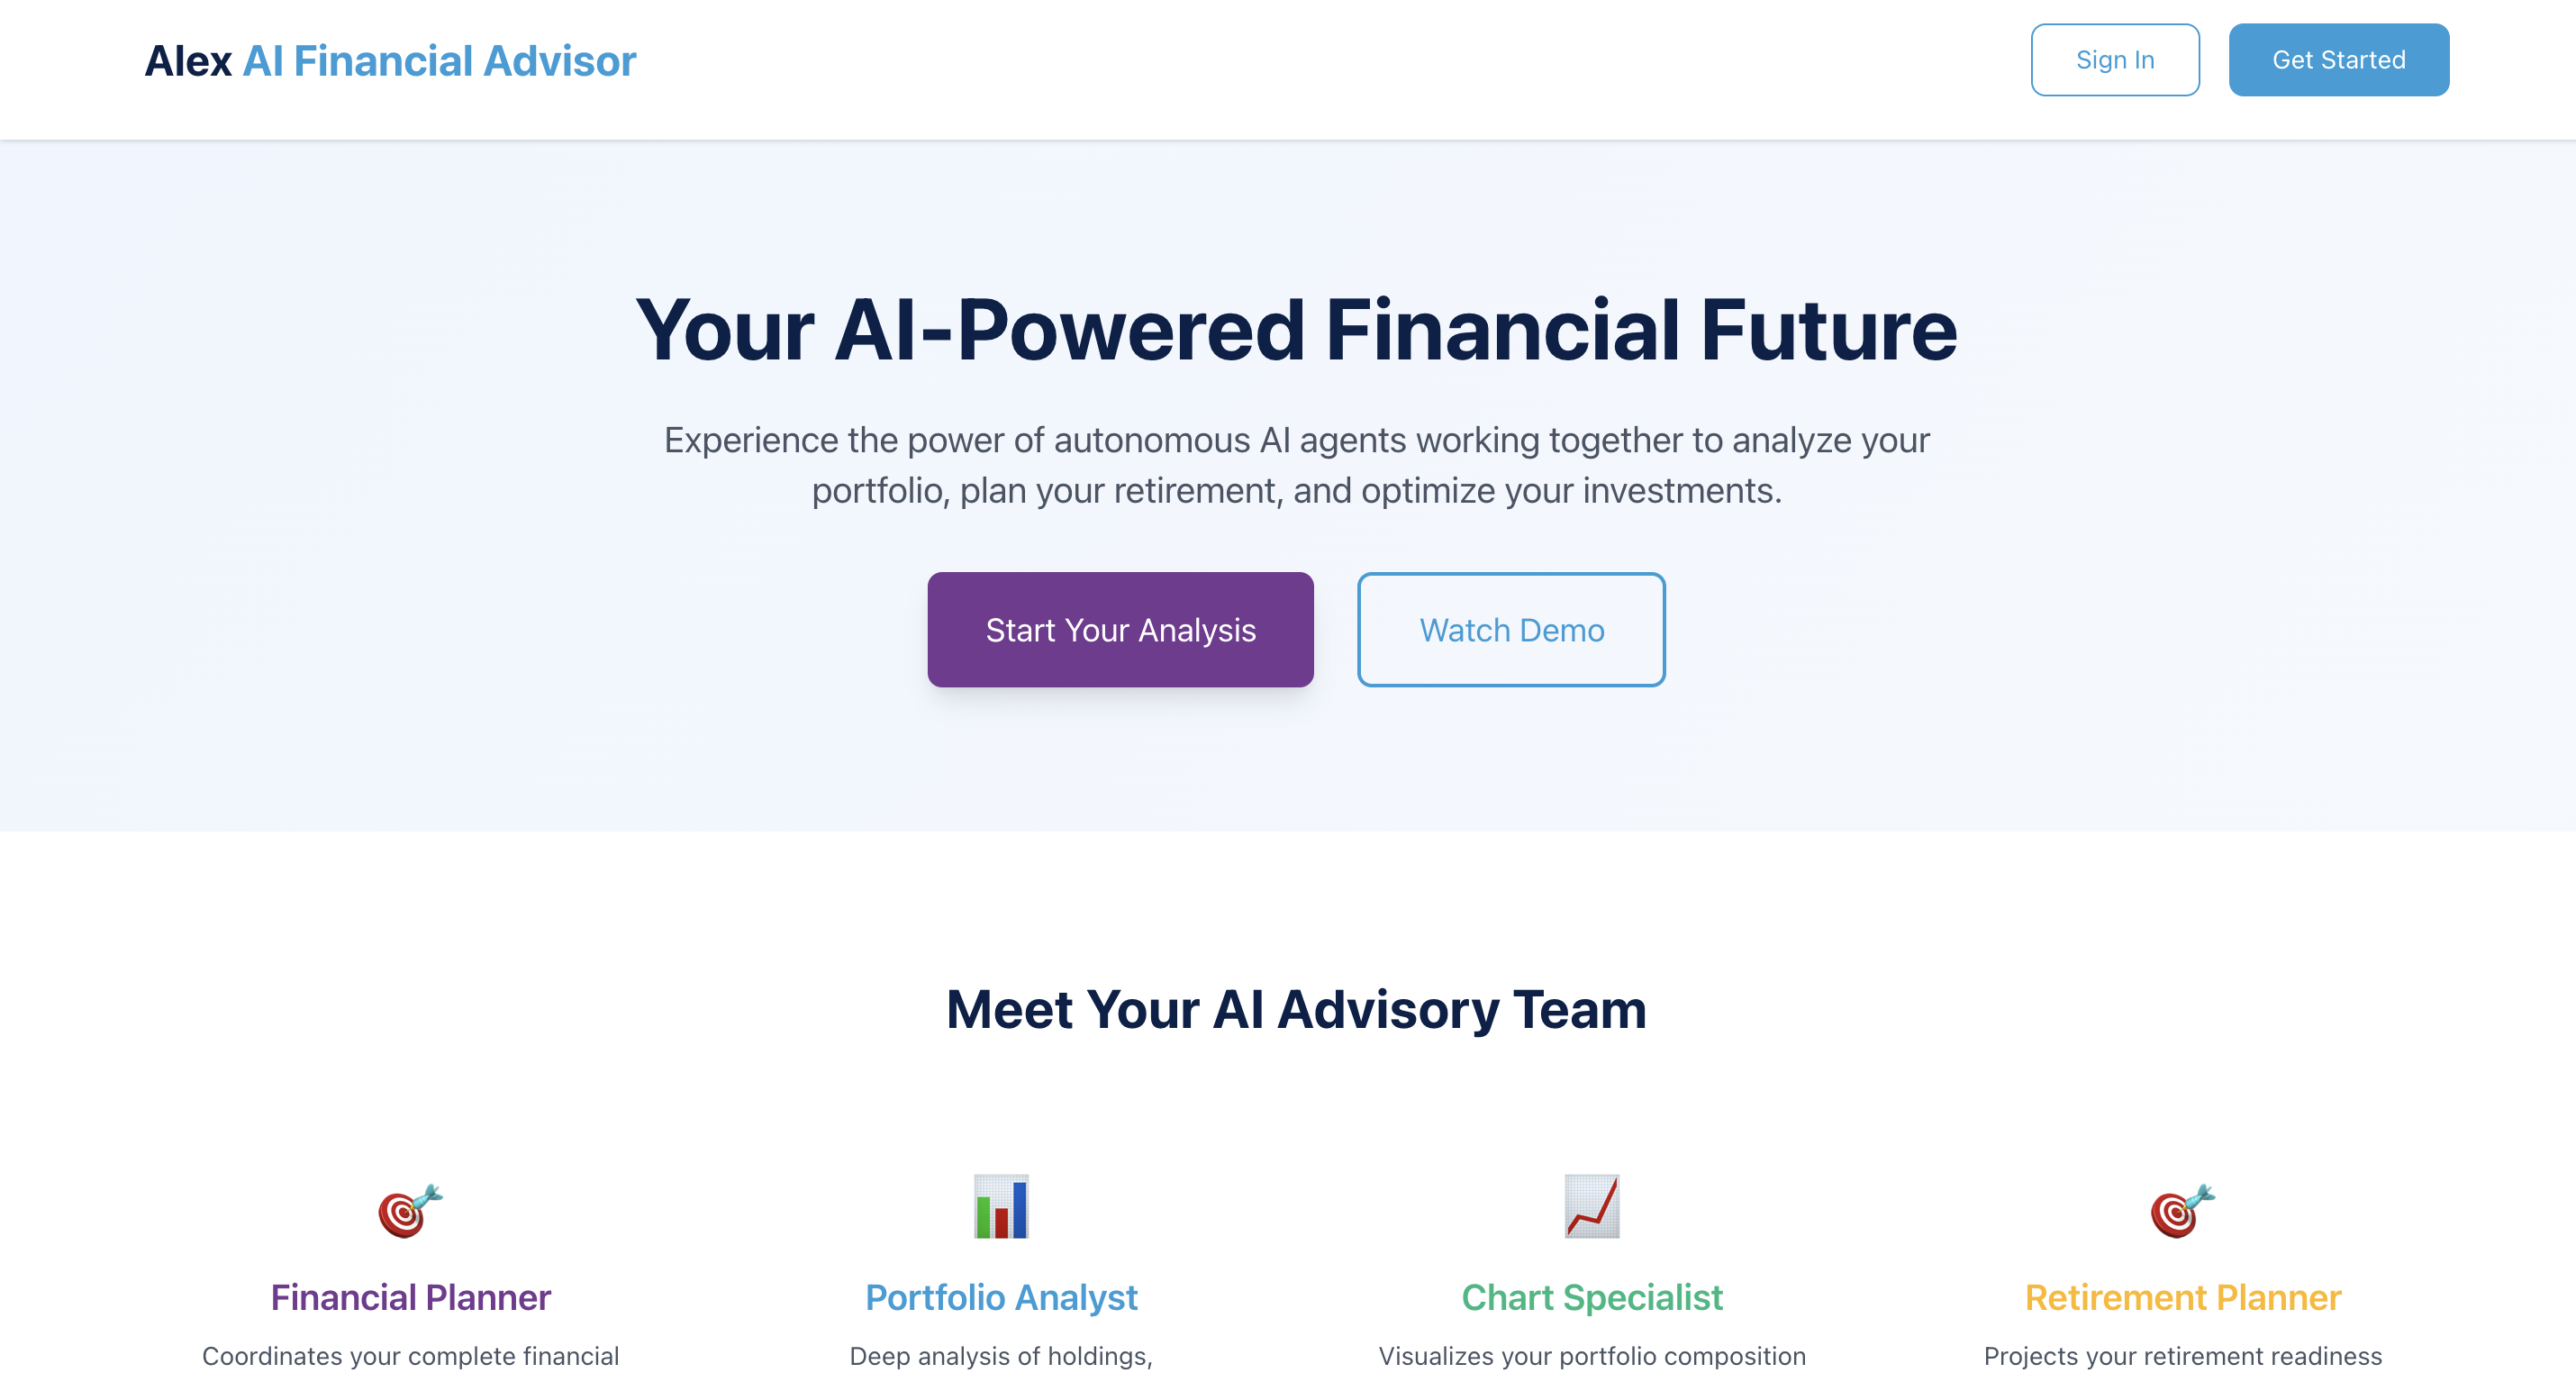 Alex AI Financial Advisor
Sign In
Get Started
Your AI-Powered Financial Future
Experience the power of autonomous AI agents working together to analyze your
portfolio, plan your retirement, and optimize your investments.
Start Your Analysis
Watch Demo
Meet Your AI Advisory Team
Financial Planner
Coordinates your complete financial
Portfolio Analyst
Deep analysis of holdings,
Chart Specialist
Visualizes your portfolio composition
Retirement Planner
Projects your retirement readiness